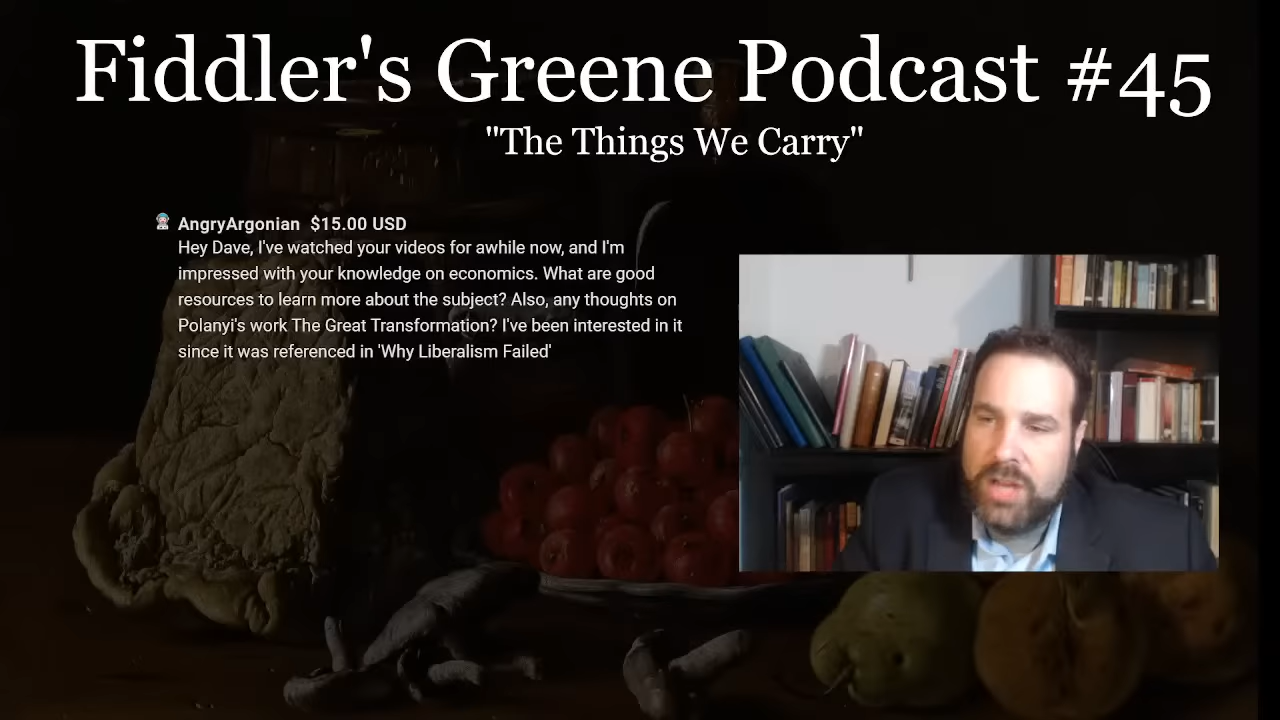 Fiddler's Greene Podcast #45
"The Things We Carry"
AngryArgonian $15.00 USD
Hey Dave, I've watched your videos for awhile now, and I'm
impressed with your knowledge on economics. What are good
resources to learn more about the subject? Also, any thoughts on
Polanyi's work The Great Transformation? I've been interested in it
since it was referenced in 'Why Liberalism Failed'